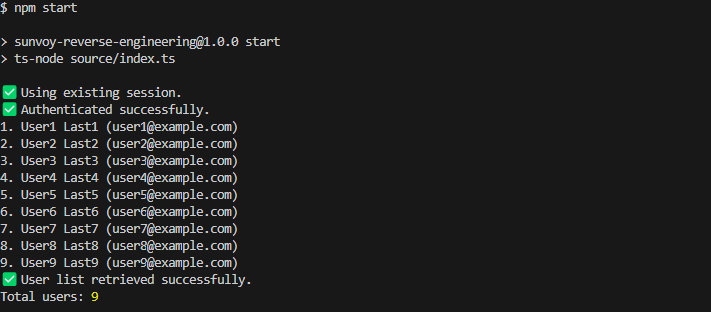 $ npm start
> sunvoy-reverse-engineering@1.0.0 start
> ts-node source/index.ts
✅ Using existing session.
✅ Authenticated successfully.
1. User1 Last1 (user1@example.com)
2. User2 Last2 (user2@example.com)
3. User3 Last3 (user3@example.com)
4. User4 Last4 (user4@example.com)
5. User5 Last5 (user5@example.com)
6. User6 Last6 (user6@example.com)
7. User7 Last7 (user7@example.com)
8. User8 Last8 (user8@example.com)
9. User9 Last9 (user9@example.com)
✅ User list retrieved successfully.
Total users: 9